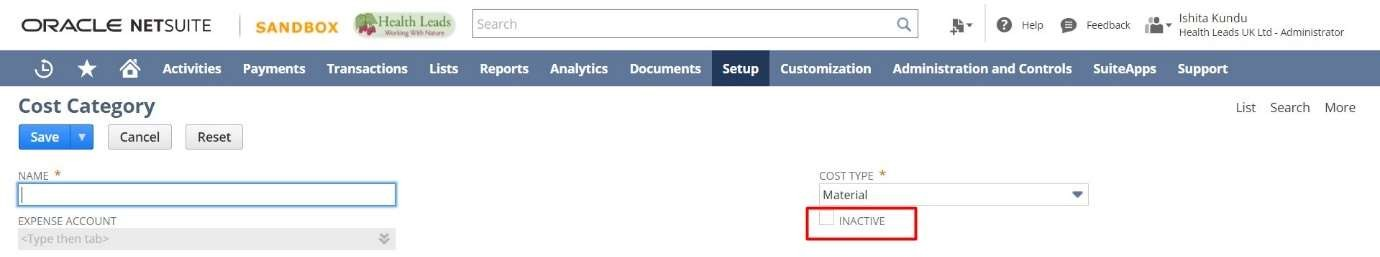 ORACLE NETSUITE
SANDBOX
Health Leads
Working With Nature
Search
Help
Feedback
Ishita Kundu
Health Leads UK Ltd - Administrator
Activities Payments Transactions Lists Reports Analytics Documents Setup Customization Administration and Controls SuiteApps Support
Cost Category
List Search More
Save Cancel Reset
NAME *
COST TYPE *
Material
INACTIVE
EXPENSE ACCOUNT
<Type then tab>